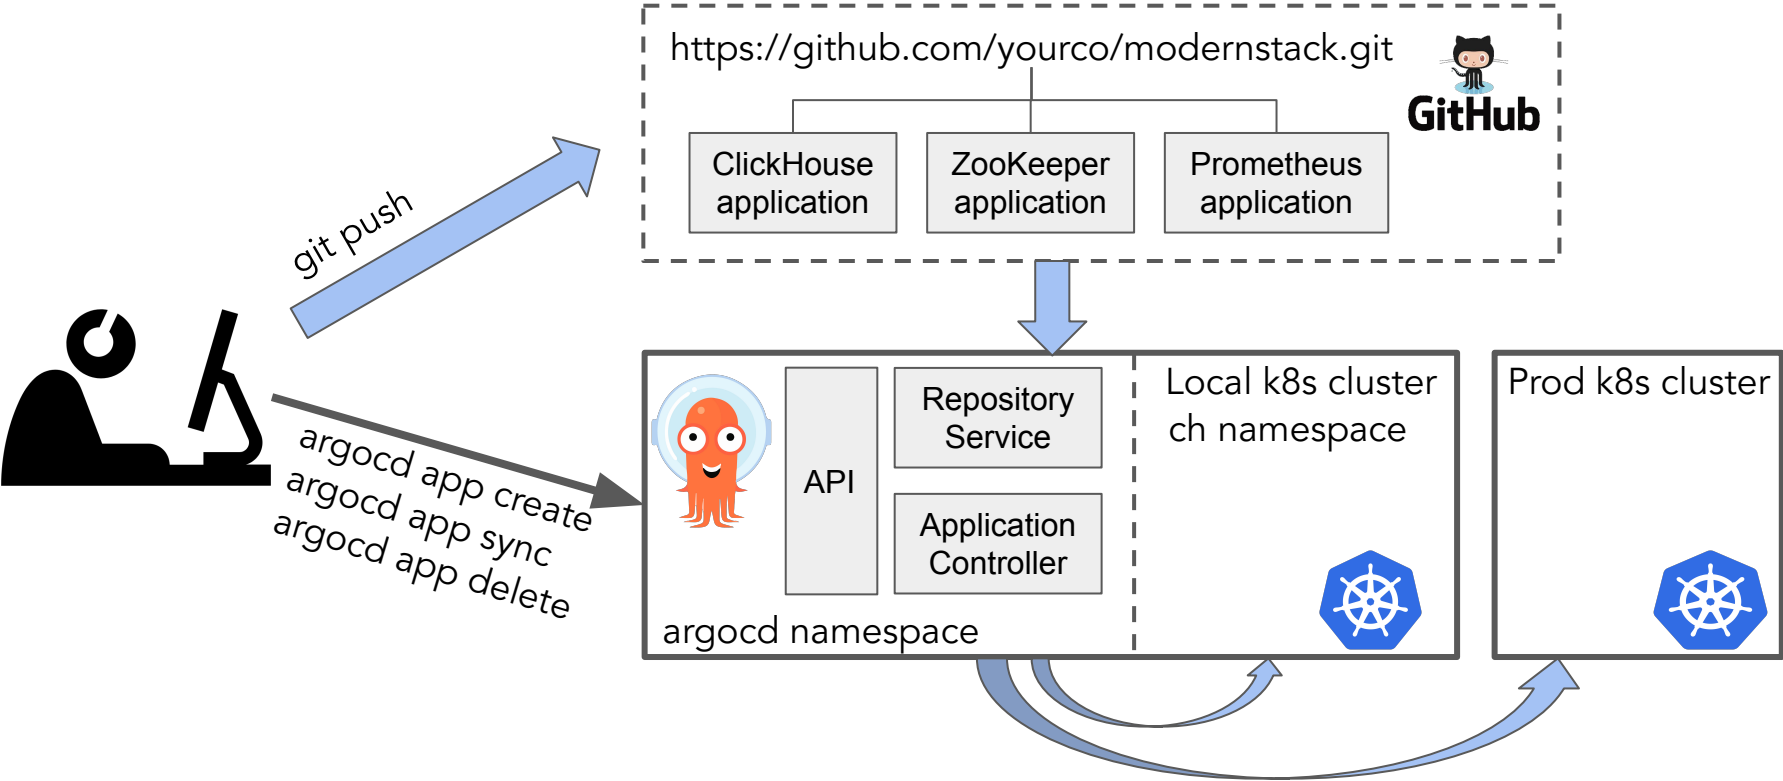 https://github.com/yourco/modernstack.git
GitHub
ClickHouse
application
ZooKeeper
application
Prometheus
application
git push
argocd app create
argocd app sync
argocd app delete
API
Repository
Service
Application
Controller
argocd namespace
Local k8s cluster
ch namespace
Prod k8s cluster